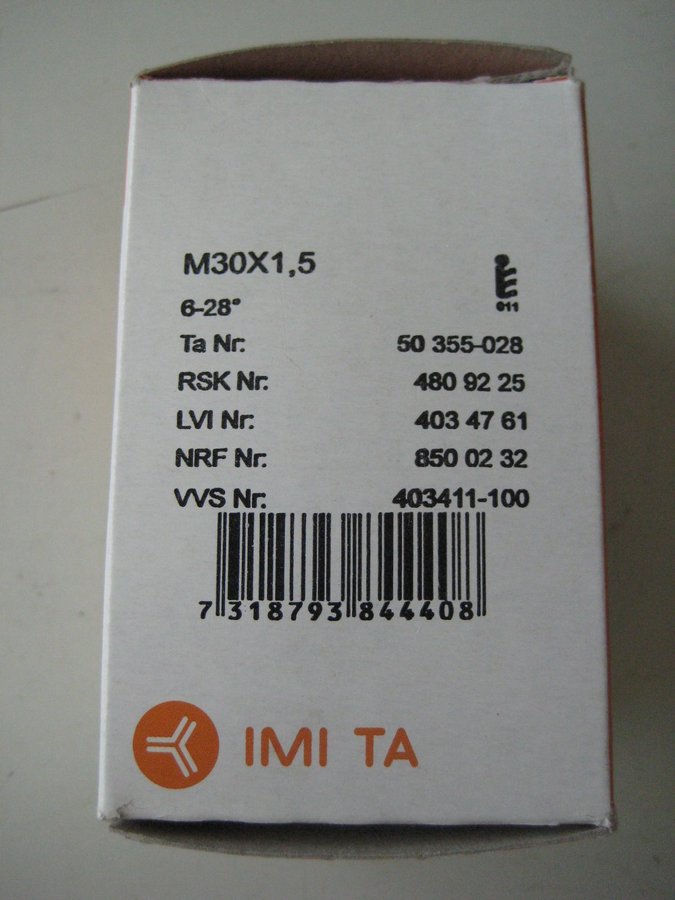 M30X1,5
6-28°
011
Ta Nr. 50 355-028
RSK Nr. 480 92 25
LVI Nr. 403 47 61
NRF Nr. 850 02 32
VVS Nr. 403411-100
7 318793 844408
IMI TA